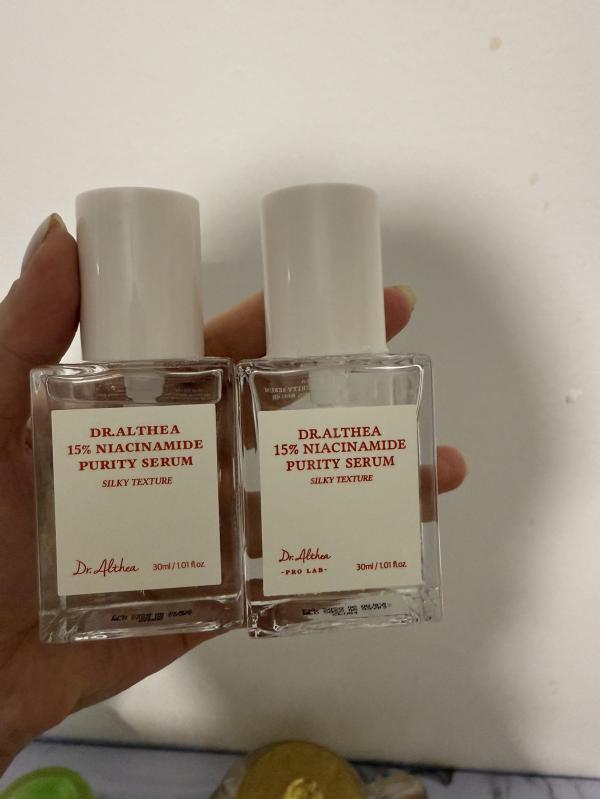 DR.ALTHEA
15% NIACINAMIDE
PURITY SERUM
SILKY TEXTURE
Dr.Althea
30ml / 1.01 fl.oz.
DR.ALTHEA
15% NIACINAMIDE
PURITY SERUM
SILKY TEXTURE
Dr.Althea
-PRO LAB-
30ml / 1.01 fl.oz.